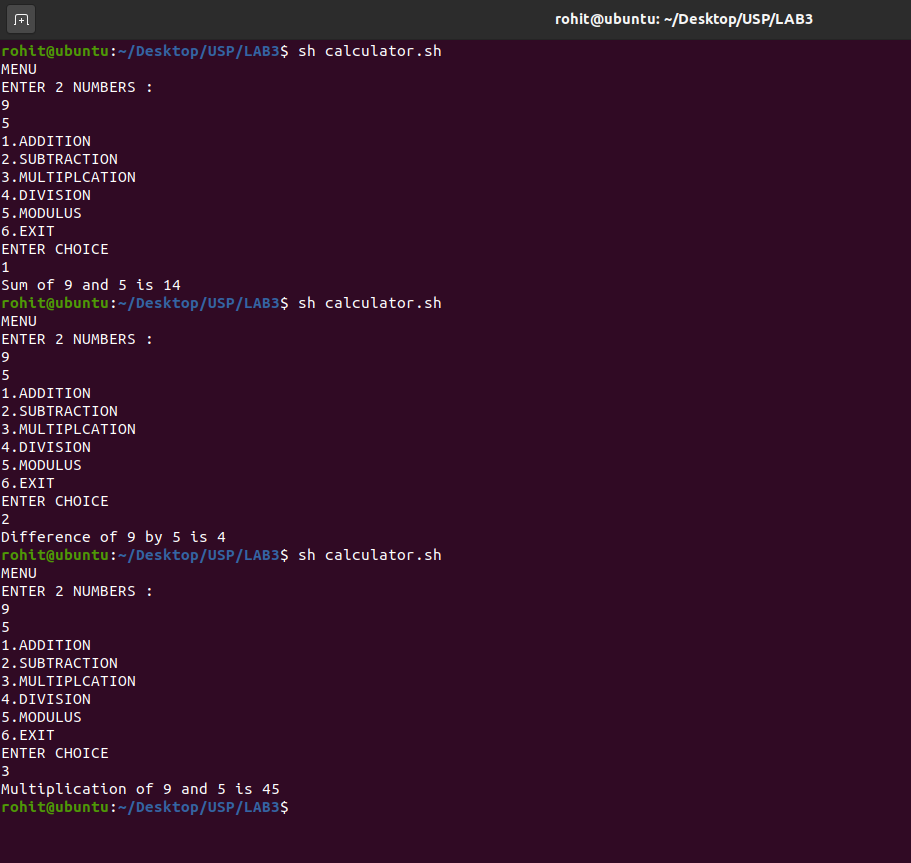 rohit@ubuntu: ~/Desktop/USP/LAB3
rohit@ubuntu:~/Desktop/USP/LAB3$ sh calculator.sh
MENU
ENTER 2 NUMBERS :
9
5
1.ADDITION
2.SUBTRACTION
3.MULTIPLCATION
4.DIVISION
5.MODULUS
6.EXIT
ENTER CHOICE
1
Sum of 9 and 5 is 14
rohit@ubuntu:~/Desktop/USP/LAB3$ sh calculator.sh
MENU
ENTER 2 NUMBERS :
9
5
1.ADDITION
2.SUBTRACTION
3.MULTIPLCATION
4.DIVISION
5.MODULUS
6.EXIT
ENTER CHOICE
2
Difference of 9 by 5 is 4
rohit@ubuntu:~/Desktop/USP/LAB3$ sh calculator.sh
MENU
ENTER 2 NUMBERS :
9
5
1.ADDITION
2.SUBTRACTION
3.MULTIPLCATION
4.DIVISION
5.MODULUS
6.EXIT
ENTER CHOICE
3
Multiplication of 9 and 5 is 45
rohit@ubuntu:~/Desktop/USP/LAB3$